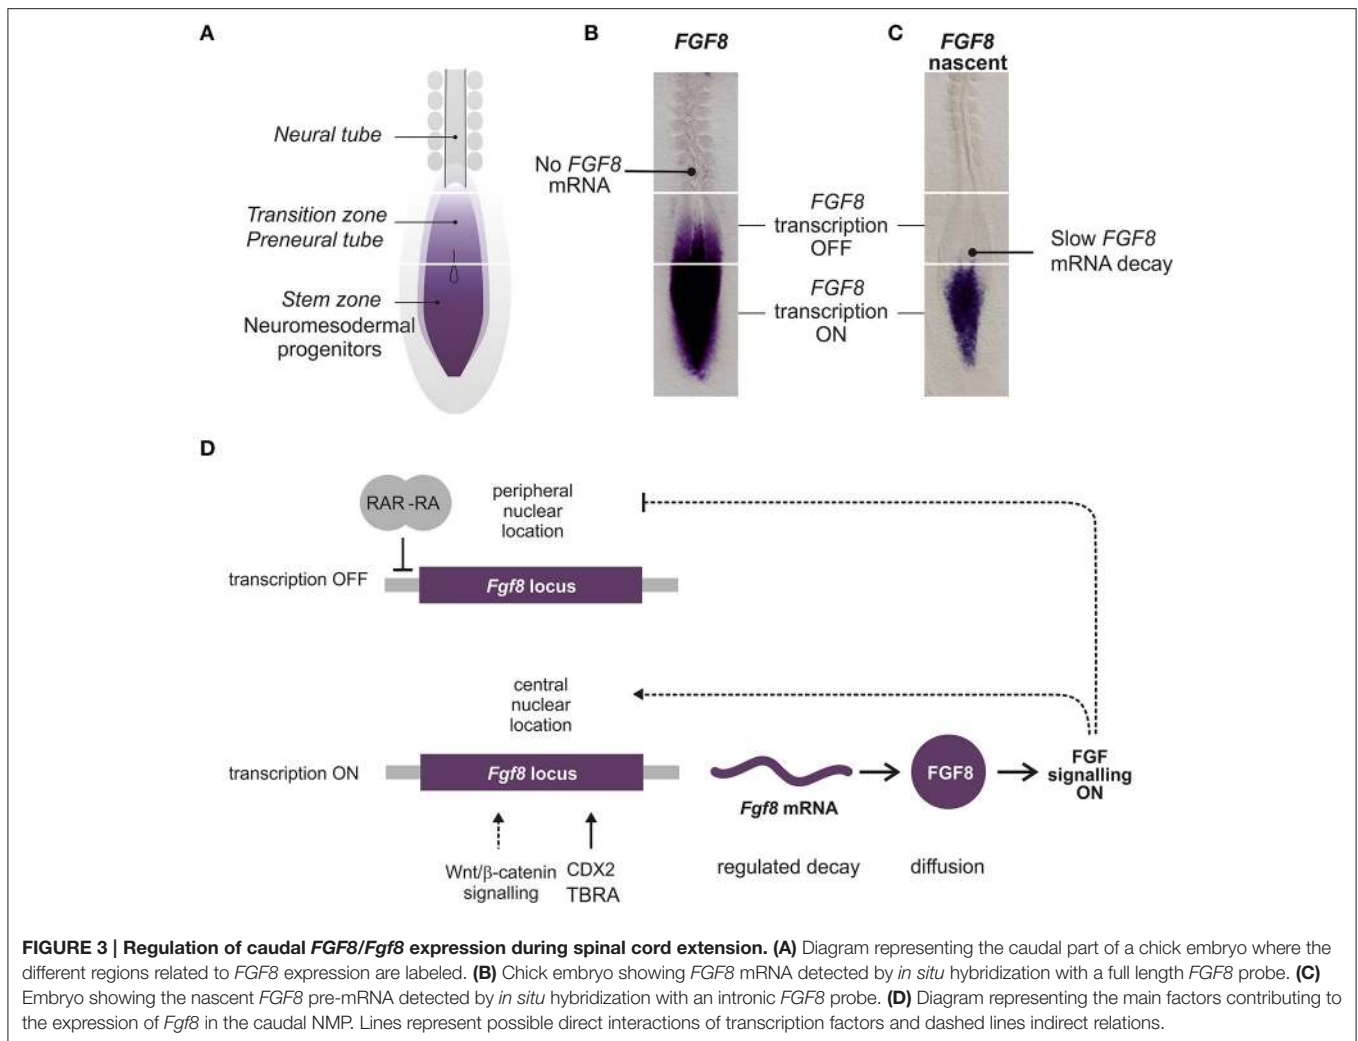 A
B
C
FGF8
FGF8
nascent
Neural tube
No FGF8
mRNA
Transition zone
Preneural tube
FGF8
transcription
OFF
Slow FGF8
mRNA decay
Stem zone
Neuromesodermal
progenitors
FGF8
transcription
ON
D
RAR -RA
peripheral
nuclear
location
transcription OFF
Fgf8 locus
central
nuclear
location
transcription ON
Fgf8 locus
Fgf8 mRNA
FGF8
FGF
signalling
ON
Wnt/β-catenin
signalling
CDX2
TBRA
regulated decay
diffusion
FIGURE 3 | Regulation of caudal FGF8/Fgf8 expression during spinal cord extension. (A) Diagram representing the caudal part of a chick embryo where the
different regions related to FGF8 expression are labeled. (B) Chick embryo showing FGF8 mRNA detected by in situ hybridization with a full length FGF8 probe. (C)
Embryo showing the nascent FGF8 pre-mRNA detected by in situ hybridization with an intronic FGF8 probe. (D) Diagram representing the main factors contributing to
the expression of Fgf8 in the caudal NMP. Lines represent possible direct interactions of transcription factors and dashed lines indirect relations.